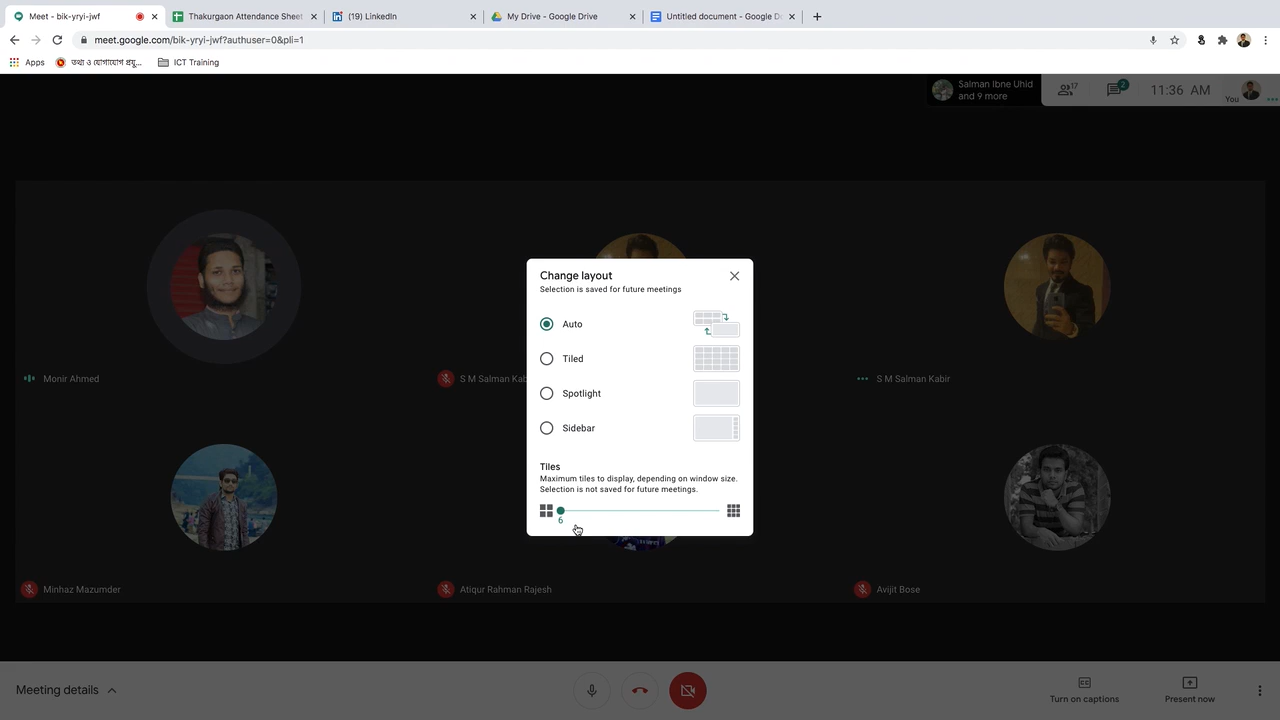 Meet - bik-yryi-jwf
Thakurgaon Attendance Sheet
(19) LinkedIn
My Drive - Google Drive
Untitled document - Google Do
meet.google.com/bik-yryi-jwf?authuser=0&pli=1
Apps
তথ্য ও যোগাযোগ প্রযু...
ICT Training
Salman Ibne Uhid
and 9 more
17
2
11:36 AM
You
Change layout
Selection is saved for future meetings
Auto
Tiled
Spotlight
Sidebar
Tiles
Maximum tiles to display, depending on window size.
Selection is not saved for future meetings.
6
Monir Ahmed
S M Salman Kab
S M Salman Kabir
Minhaz Mazumder
Atiqur Rahman Rajesh
Avijit Bose
Meeting details
CC
Turn on captions
Present now